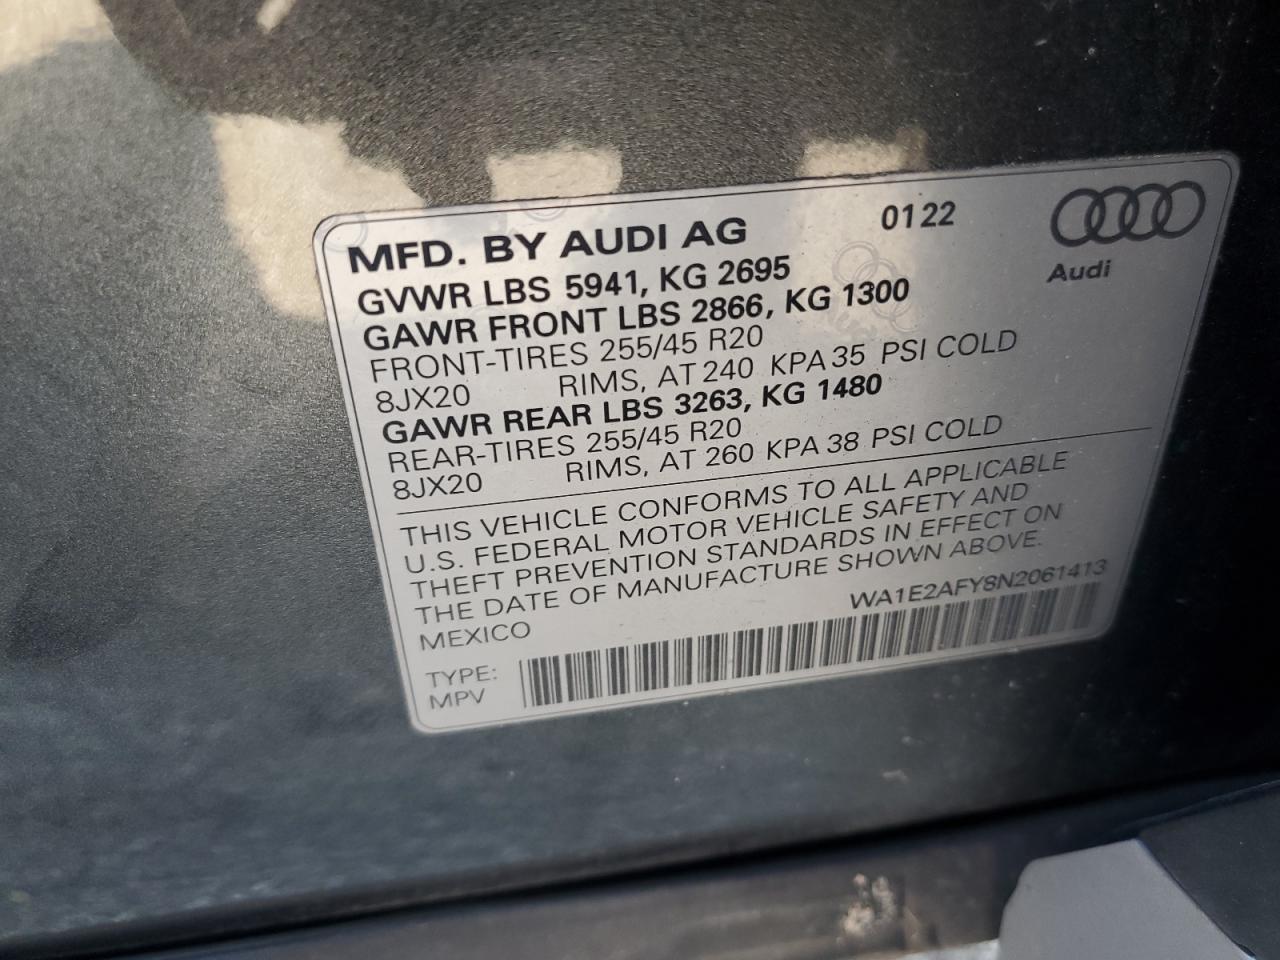 MFD. BY AUDI AG 0122
Audi
GVWR LBS 5941, KG 2695
GAWR FRONT LBS 2866, KG 1300
FRONT-TIRES 255/45 R20
8JX20 RIMS, AT 240 KPA 35 PSI COLD
GAWR REAR LBS 3263, KG 1480
REAR-TIRES 255/45 R20
8JX20 RIMS, AT 260 KPA 38 PSI COLD
THIS VEHICLE CONFORMS TO ALL APPLICABLE
U.S. FEDERAL MOTOR VEHICLE SAFETY AND
THEFT PREVENTION STANDARDS IN EFFECT ON
THE DATE OF MANUFACTURE SHOWN ABOVE.
MEXICO WA1E2AFY8N2061413
TYPE:
MPV